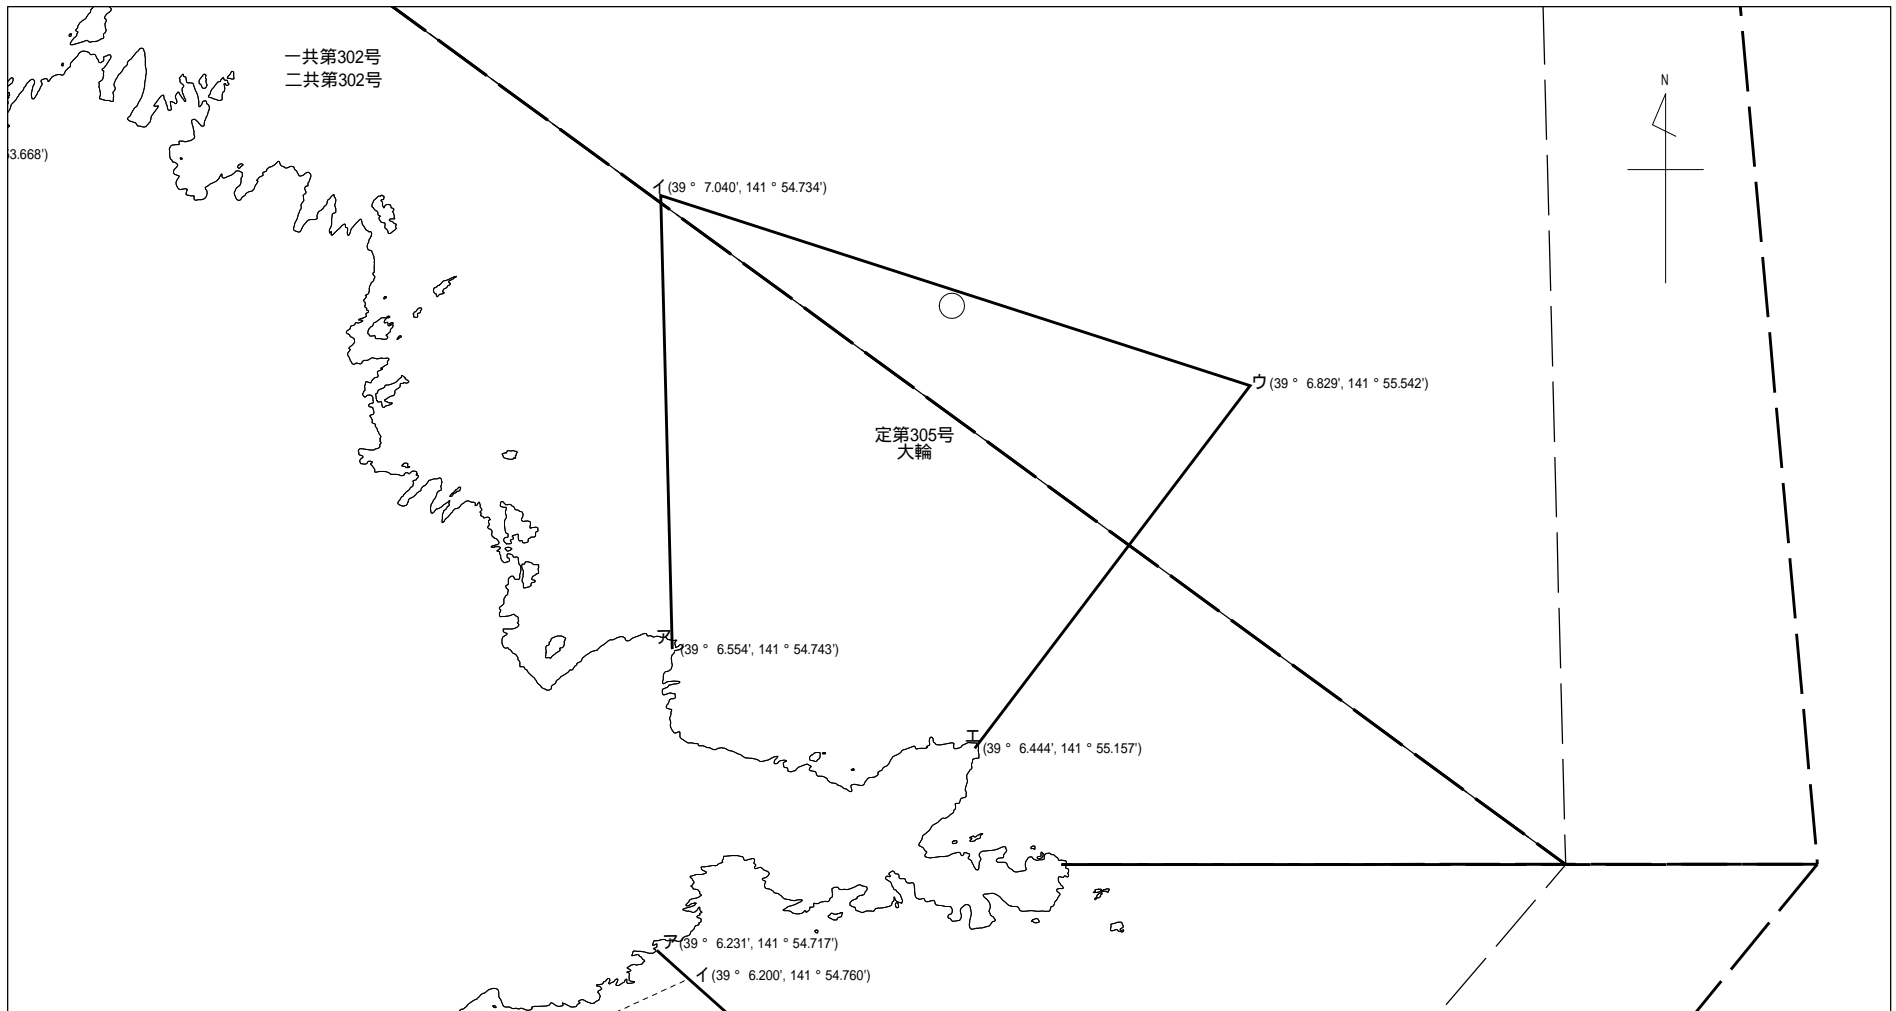 一共第302号
二共第302号
N
3.668')
イ(39 ° 7.040', 141 ° 54.734')
ウ(39 ° 6.829', 141 ° 55.542')
定第305号
大輪
ア(39 ° 6.554', 141 ° 54.743')
エ(39 ° 6.444', 141 ° 55.157')
ア(39 ° 6.231', 141 ° 54.717')
イ(39 ° 6.200', 141 ° 54.760')